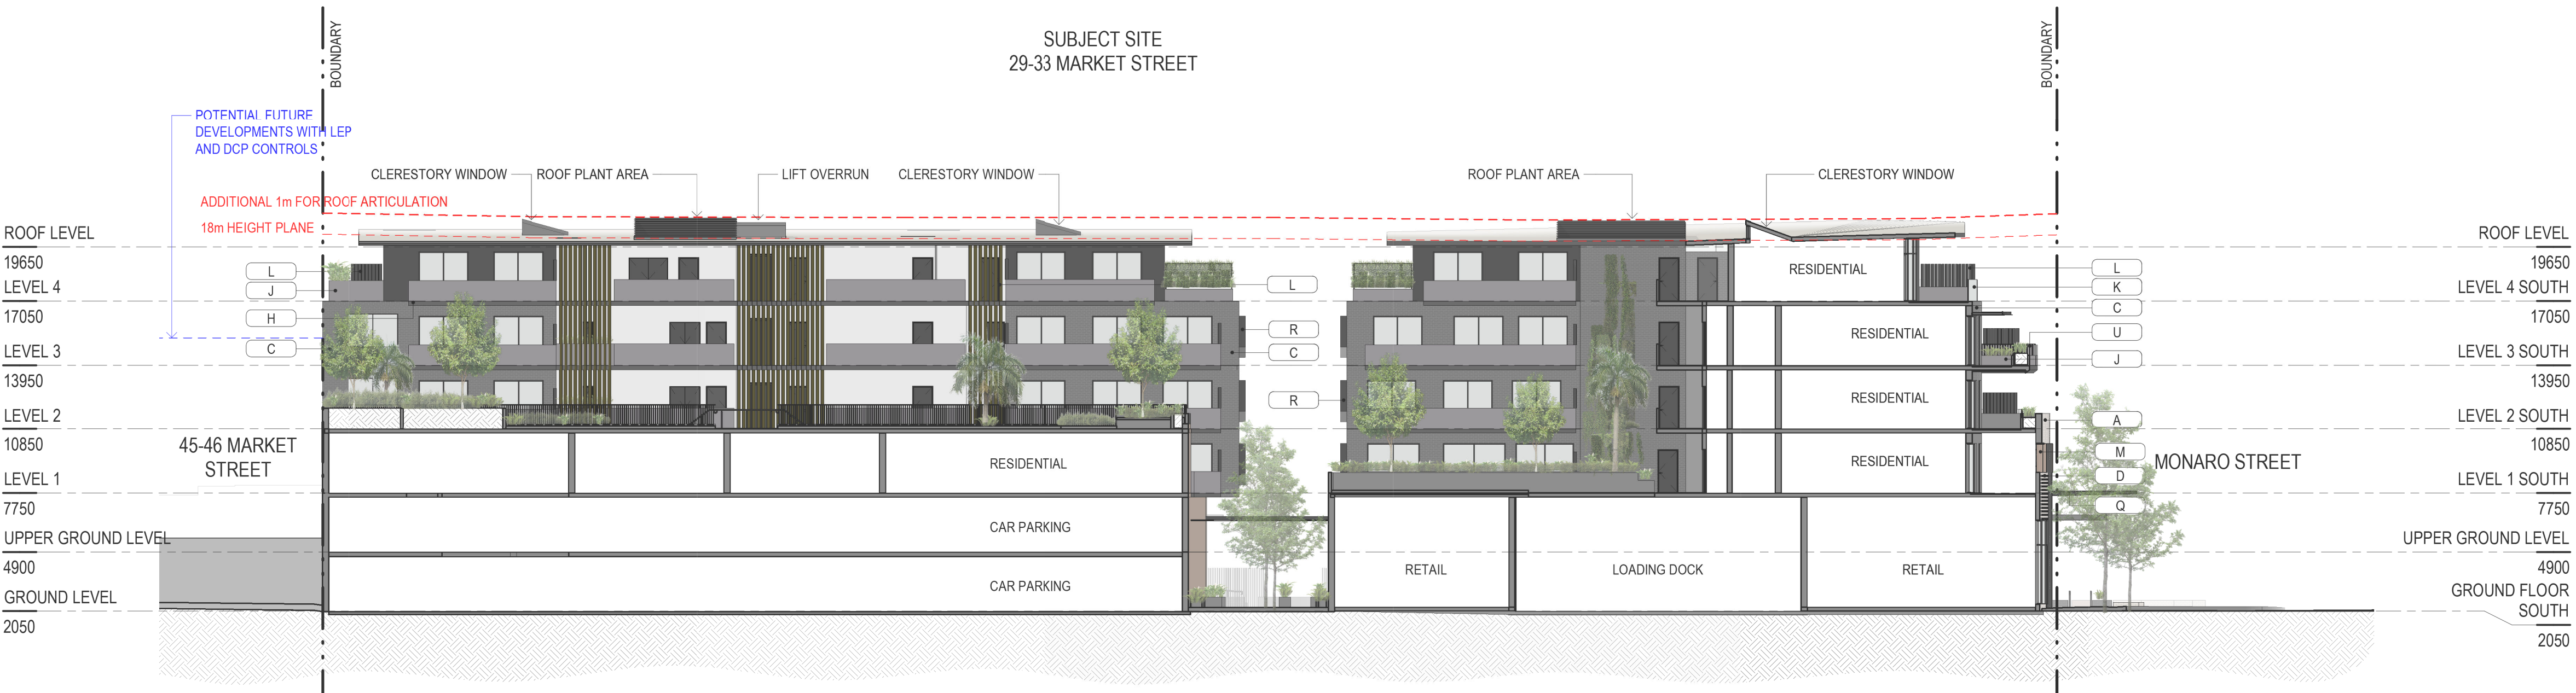 SUBJECT SITE
29-33 MARKET STREET
BOUNDARY
BOUNDARY
POTENTIAL FUTURE
DEVELOPMENTS WITH LEP
AND DCP CONTROLS
CLERESTORY WINDOW
ROOF PLANT AREA
LIFT OVERRUN
CLERESTORY WINDOW
ROOF PLANT AREA
CLERESTORY WINDOW
ADDITIONAL 1m FOR ROOF ARTICULATION
18m HEIGHT PLANE
ROOF LEVEL
19650
LEVEL 4
17050
LEVEL 3
13950
LEVEL 2
10850
LEVEL 1
7750
UPPER GROUND LEVEL
4900
GROUND LEVEL
2050
L
J
H
C
45-46 MARKET
STREET
RESIDENTIAL
CAR PARKING
CAR PARKING
L
R
C
R
RESIDENTIAL
RESIDENTIAL
RESIDENTIAL
RESIDENTIAL
RETAIL
LOADING DOCK
RETAIL
L
K
C
U
J
A
M
D
Q
MONARO STREET
ROOF LEVEL
19650
LEVEL 4 SOUTH
17050
LEVEL 3 SOUTH
13950
LEVEL 2 SOUTH
10850
LEVEL 1 SOUTH
7750
UPPER GROUND LEVEL
4900
GROUND FLOOR
SOUTH
2050